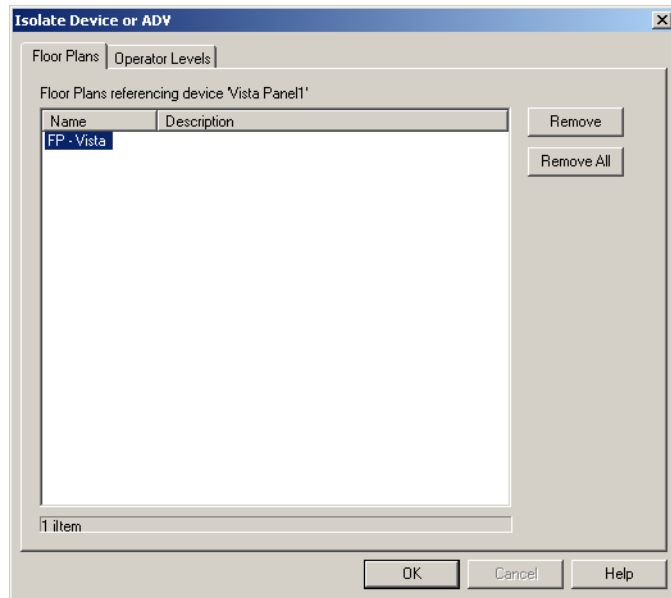 Isolate Device or ADV
Floor Plans Operator Levels
Floor Plans referencing device 'Vista Panel1'
Name Description Remove
FP - Vista
Remove All
1 iItem
OK Cancel Help